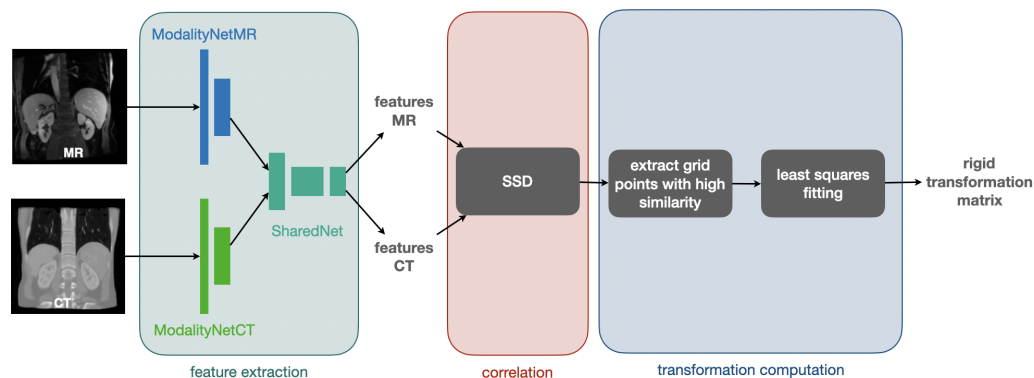 ModalityNetMR
MR
features
MR
SSD
extract grid
points with high
similarity
least squares
fitting
rigid
transformation
matrix
SharedNet
features
CT
CT
ModalityNetCT
feature extraction
correlation
transformation computation